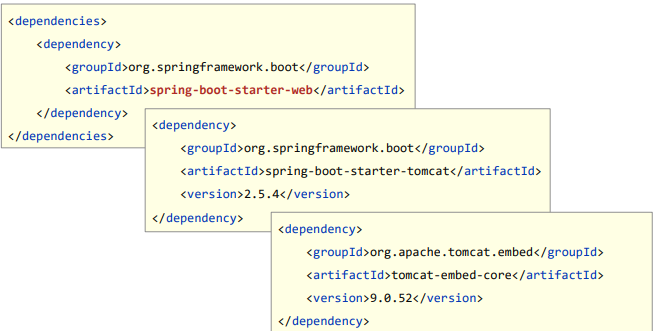 <dependencies>
    <dependency>
        <groupId>org.springframework.boot</groupId>
        <artifactId>spring-boot-starter-web</artifactId>
    </dependency>
</dependencies>
<dependency>
    <groupId>org.springframework.boot</groupId>
    <artifactId>spring-boot-starter-tomcat</artifactId>
    <version>2.5.4</version>
</dependency>
<dependency>
    <groupId>org.apache.tomcat.embed</groupId>
    <artifactId>tomcat-embed-core</artifactId>
    <version>9.0.52</version>
</dependency>